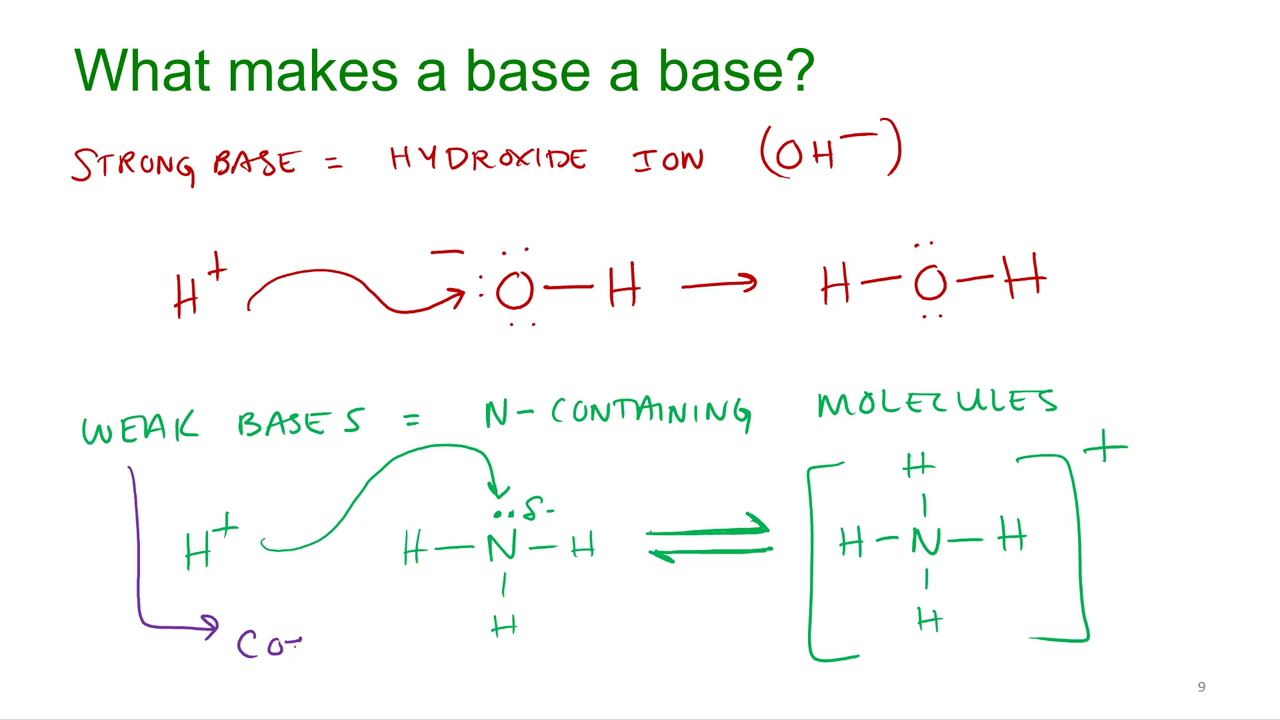 What makes a base a base?
STRONG BASE = HYDROXIDE ION (OH⁻)
H⁺ ⁻:O—H → H—O—H
WEAK BASES = N-CONTAINING MOLECULES
H +
H⁺ H—N—H δ- ⇌ H—N—H
H H
Co
9